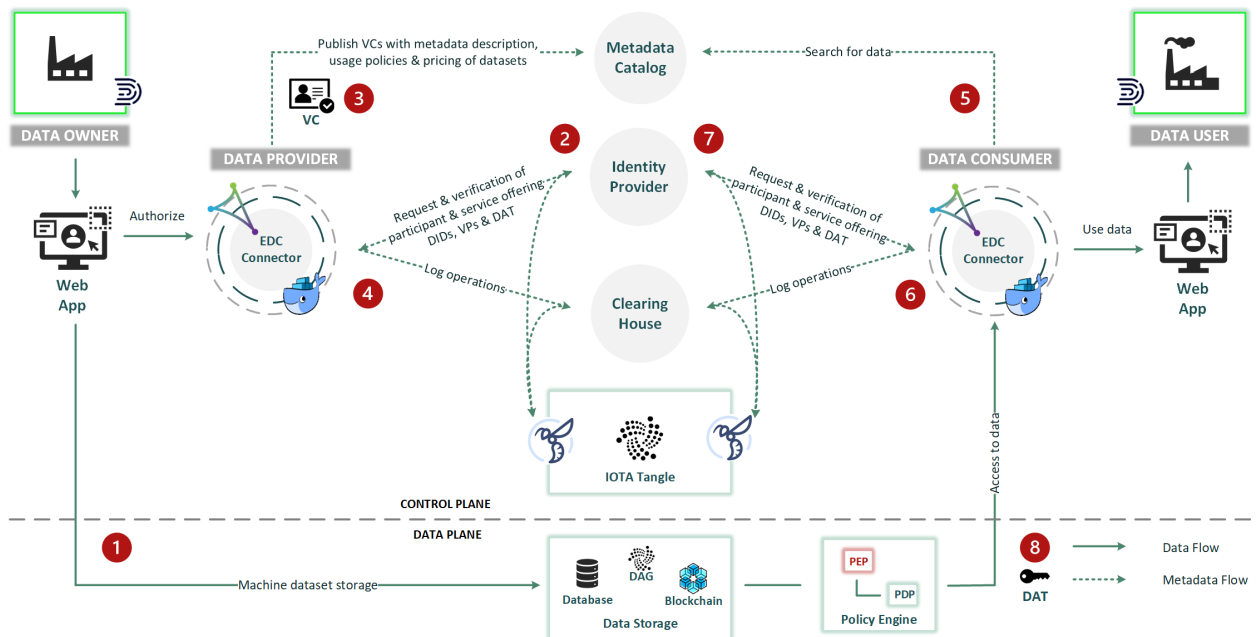 Publish VCs with metadata description,
usage policies & pricing of datasets
Metadata
Catalog
Search for data
VC
3
5
DATA OWNER
DATA PROVIDER
DATA CONSUMER
DATA USER
2
7
Identity
Provider
Request & verification of
participant & service offering
DIDs, VPs & DAT
Request & verification of
participant & service offering
DIDs, VPs & DAT
Authorize
EDC
Connector
EDC
Connector
Use data
Web
App
Web
App
4
Log operations
Log operations
6
Clearing
House
IOTA Tangle
Access to data
CONTROL PLANE
DATA PLANE
1
Machine dataset storage
Database
DAG
Blockchain
Data Storage
PEP
PDP
Policy Engine
8
DAT
Data Flow
Metadata Flow